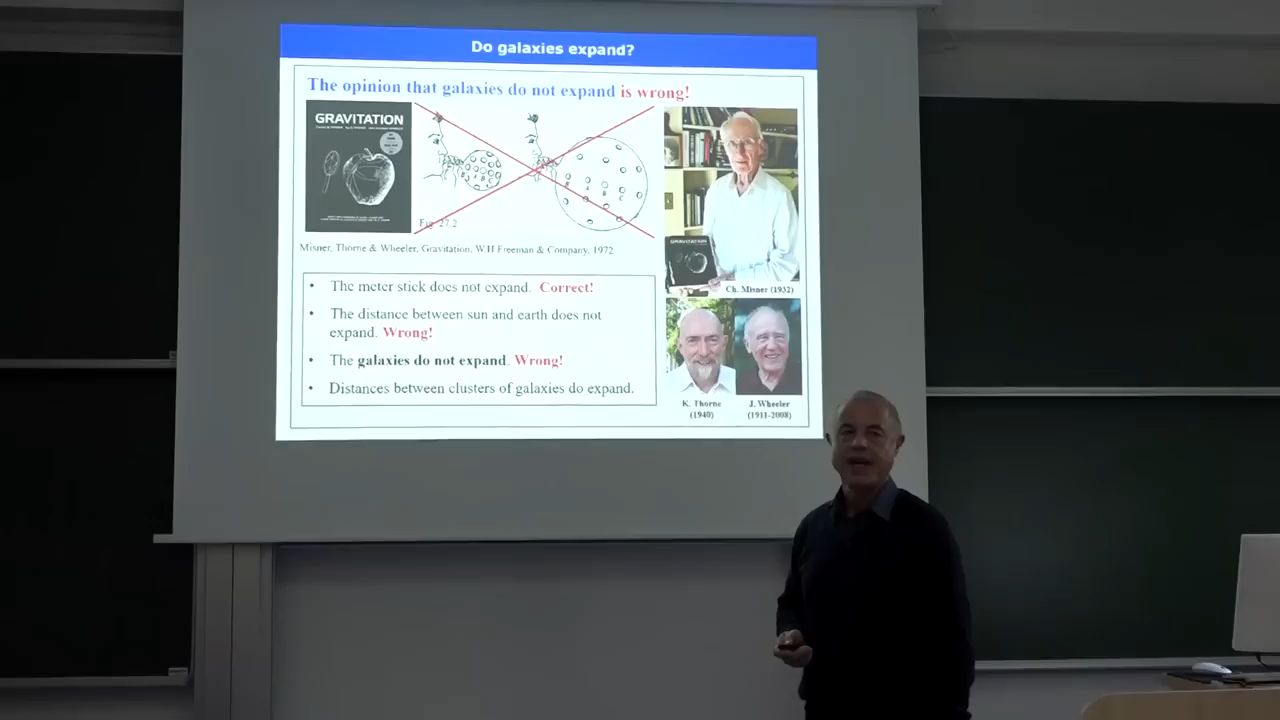 Do galaxies expand?
The opinion that galaxies do not expand is wrong!
GRAVITATION
GRAVITATION
Fig. 27.2
Misner, Thorne & Wheeler, Gravitation, W.H Freeman & Company, 1972
Ch. Misner (1932)
• The meter stick does not expand. Correct!
• The distance between sun and earth does not
expand. Wrong!
• The galaxies do not expand. Wrong!
• Distances between clusters of galaxies do expand.
K. Thorne
(1940)
J. Wheeler
(1911-2008)